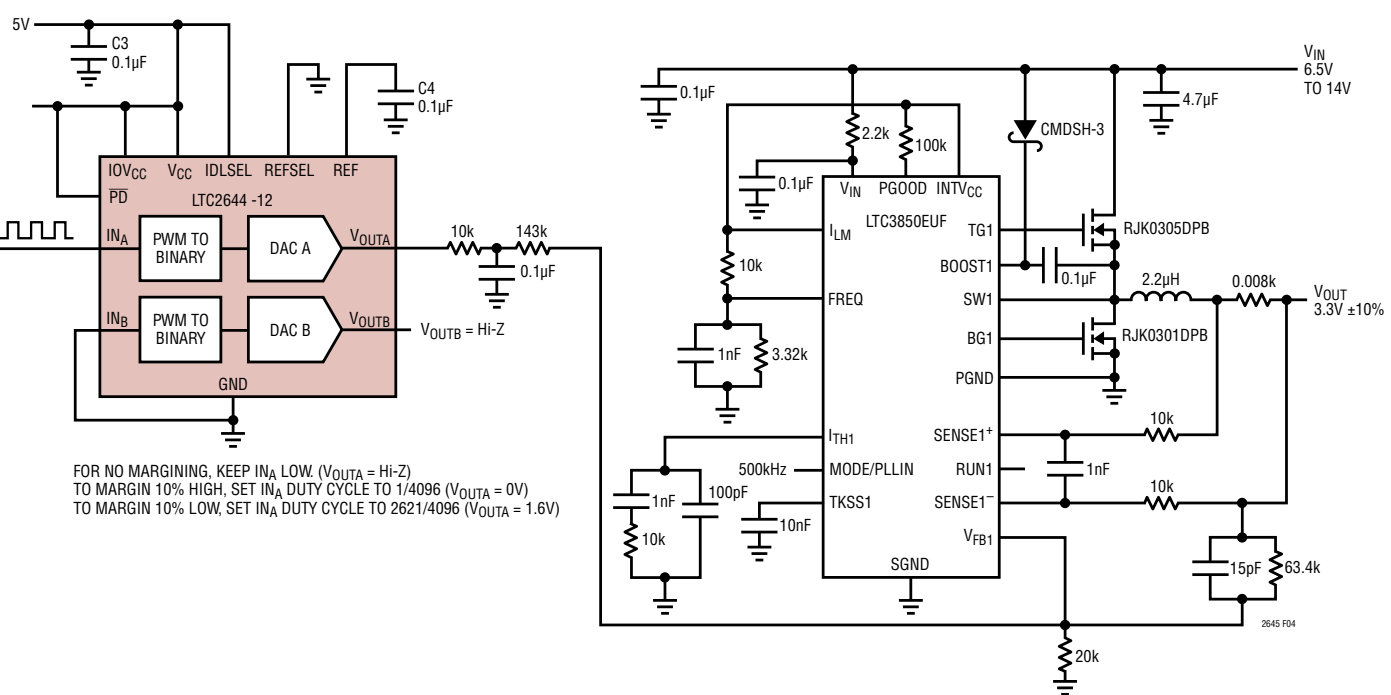 5V
C3
0.1µF
C4
0.1µF
IOVCC
VCC
IDLSEL
REFSEL
REF
PD
LTC2644 -12
INA
PWM TO
BINARY
DAC A
VOUTA
INB
PWM TO
BINARY
DAC B
VOUTB
VOUTB = Hi-Z
GND
10k
143k
0.1µF
FOR NO MARGINING, KEEP INA LOW. (VOUTA = Hi-Z)
TO MARGIN 10% HIGH, SET INA DUTY CYCLE TO 1/4096 (VOUTA = 0V)
TO MARGIN 10% LOW, SET INA DUTY CYCLE TO 2621/4096 (VOUTA = 1.6V)
VIN
6.5V
TO 14V
0.1µF
4.7µF
2.2k
100k
CMDSH-3
0.1µF
VIN
PGOOD
INTVCC
LTC3850EUF
ILM
TG1
RJK0305DPB
BOOST1
0.1µF
10k
FREQ
SW1
2.2µH
0.008k
VOUT
3.3V ±10%
BG1
RJK0301DPB
1nF
3.32k
PGND
ITH1
SENSE1+
10k
500kHz
MODE/PLLIN
RUN1
1nF
1nF
100pF
TKSS1
SENSE1–
10k
10nF
10k
VFB1
SGND
15pF
63.4k
20k
2645 F04